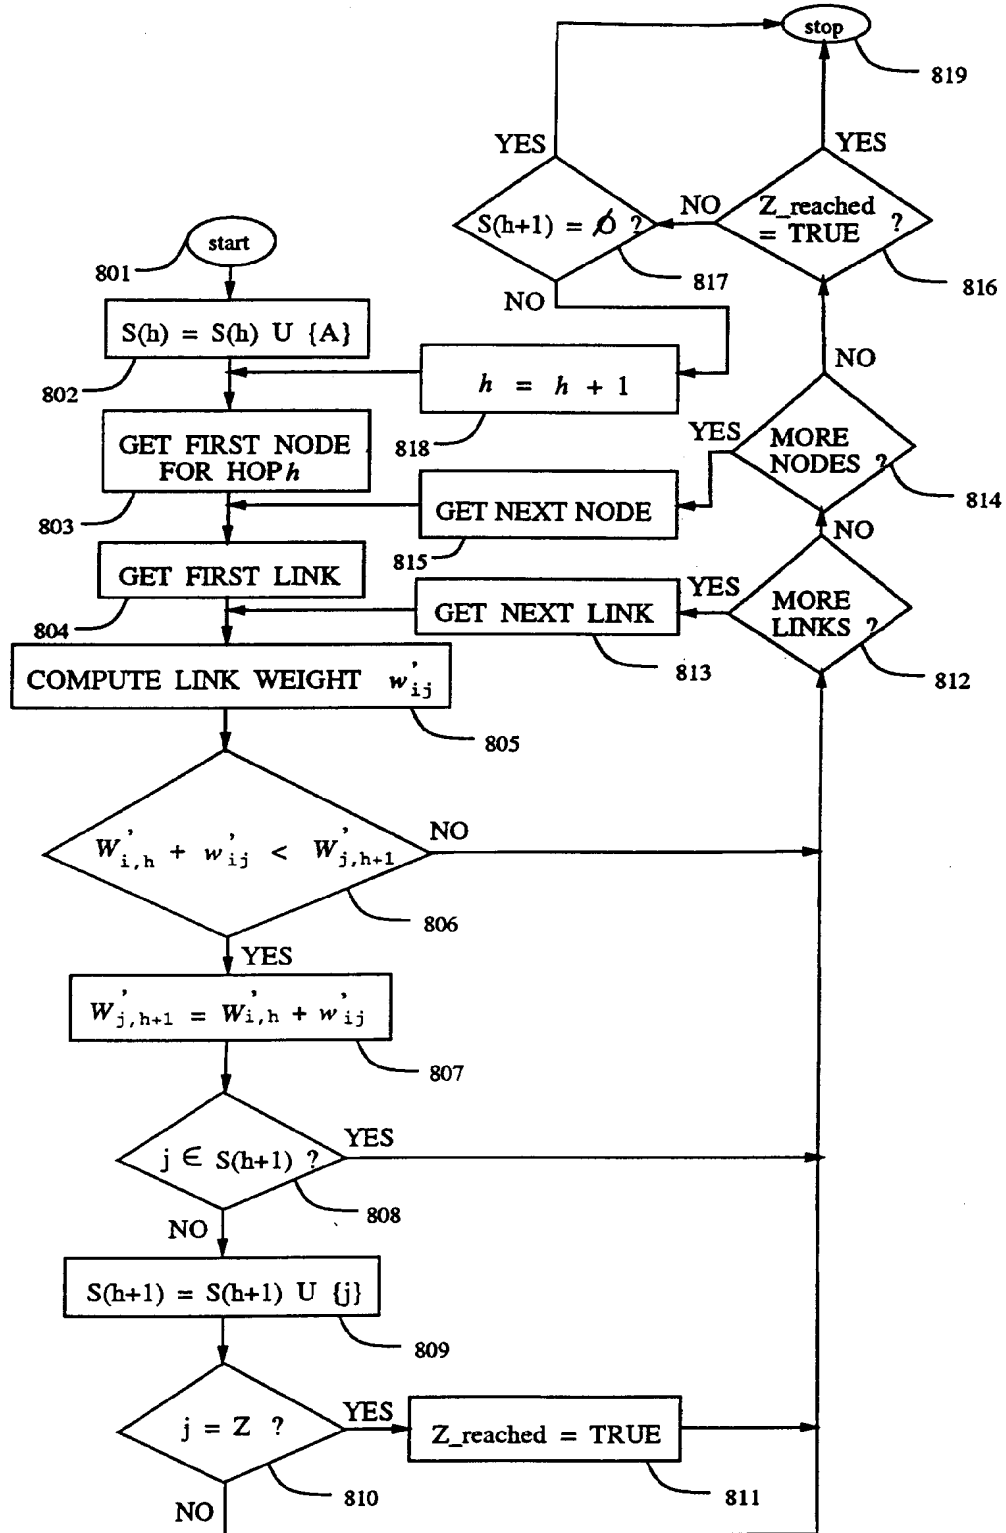 stop
819
YES
YES
S(h+1) = ∅ ?
NO
Z_reached
= TRUE ?
817
816
start
801
NO
S(h) = S(h) U {A}
802
h = h + 1
818
NO
GET FIRST NODE
FOR HOP h
803
YES
MORE
NODES ?
814
GET NEXT NODE
815
NO
GET FIRST LINK
804
GET NEXT LINK
813
YES
MORE
LINKS ?
812
COMPUTE LINK WEIGHT w'ij
805
W'i,h + w'ij < W'j,h+1
NO
806
YES
W'j,h+1 = W'i,h + w'ij
807
j ∈ S(h+1) ?
YES
808
NO
S(h+1) = S(h+1) U {j}
809
j = Z ?
YES
Z_reached = TRUE
810
811
NO